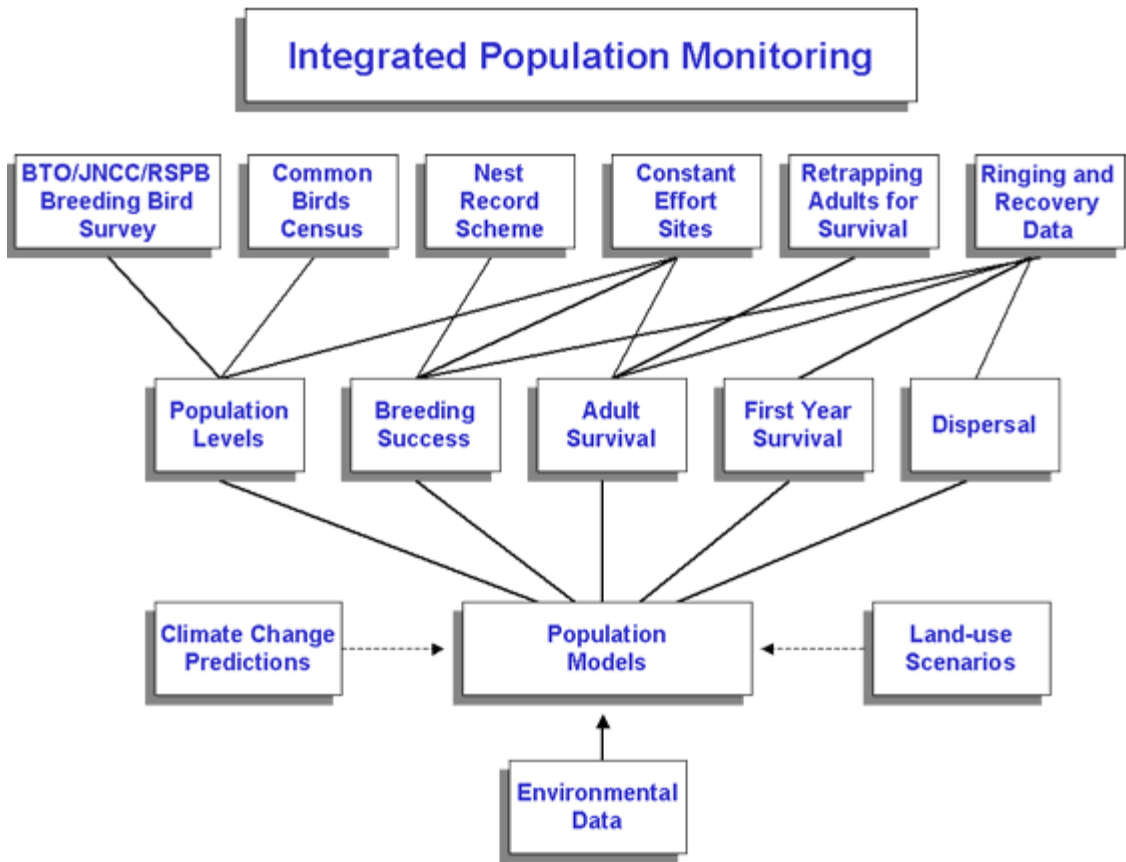 Integrated Population Monitoring
BTO/JNCC/RSPB
Breeding Bird
Survey
Common
Birds
Census
Nest
Record
Scheme
Constant
Effort
Sites
Retrapping
Adults for
Survival
Ringing and
Recovery
Data
Population
Levels
Breeding
Success
Adult
Survival
First Year
Survival
Dispersal
Climate Change
Predictions
Population
Models
Land-use
Scenarios
Environmental
Data